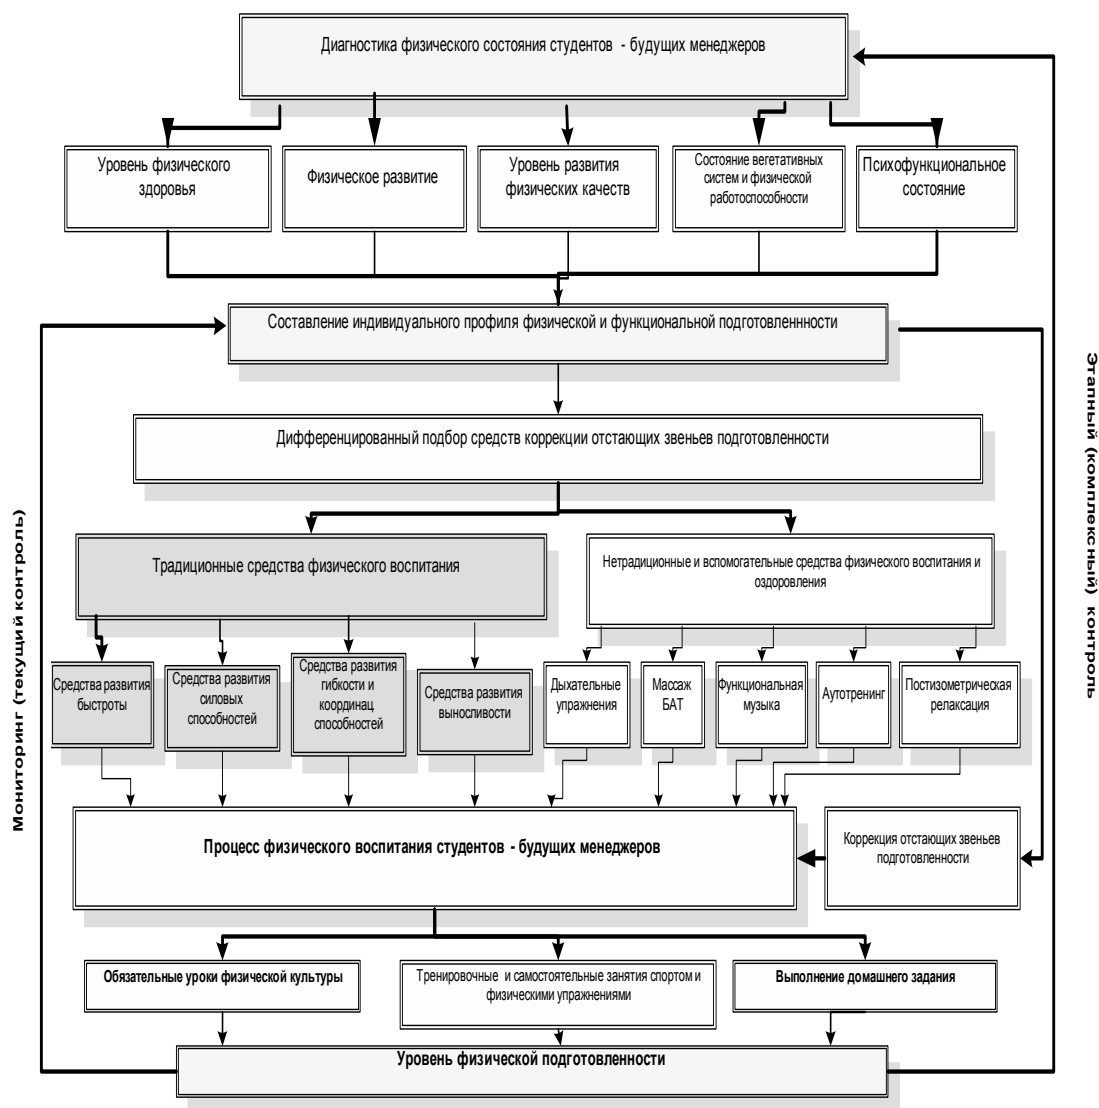 Диагностика физического состояния студентов - будущих менеджеров
Уровень физического
здоровья
Физическое развитие
Уровень развития
физических качеств
Состояние вегетативных
систем и физической
работоспособности
Психофункциональное
состояние
Составление индивидуального профиля физической и функциональной подготовленнности
Дифференцированный подбор средств коррекции отстающих звеньев подготовленности
Мониторинг (текущий контроль)
Этапный (комплексный) контроль
Традиционные средства физического воспитания
Нетрадиционные и вспомогательные средства физического воспитания и
оздоровления
Средства развития
быстроты
Средства развития
силовых
способностей
Средства развития
гибкости и
координац
способностей
Средства развития
выносливости
Дыхательные
упражнения
Массаж
БАТ
Функциональная
музыка
Аутотренинг
Постизометрическая
релаксация
Процесс физического воспитания студентов - будущих менеджеров
Коррекция отстающих звеньев
подготовленности
Обязательные уроки физической культуры
Тренировочные и самостоятельные занятия спортом и
физическими упражнениями
Выполнение домашнего задания
Уровень физической подготовленности